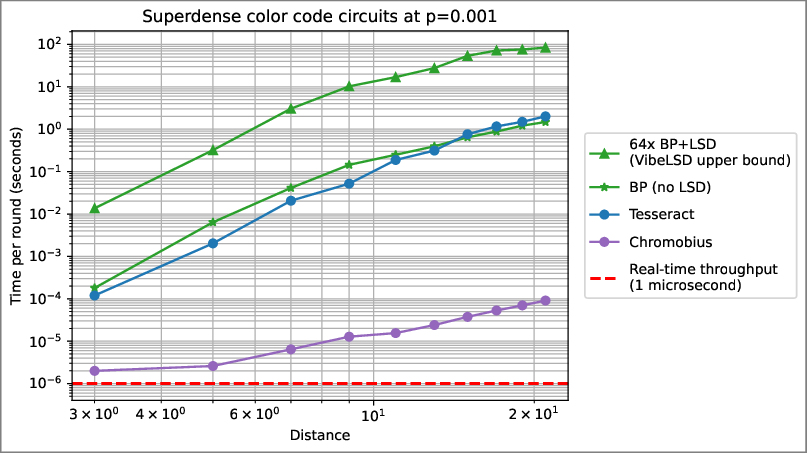 Superdense color code circuits at p=0.001
Time per round (seconds)
10²
10¹
10⁰
10⁻¹
10⁻²
10⁻³
10⁻⁴
10⁻⁵
10⁻⁶
3 × 10⁰
4 × 10⁰
6 × 10⁰
10¹
2 × 10¹
Distance
64x BP+LSD
(VibeLSD upper bound)
BP (no LSD)
Tesseract
Chromobius
Real-time throughput
(1 microsecond)